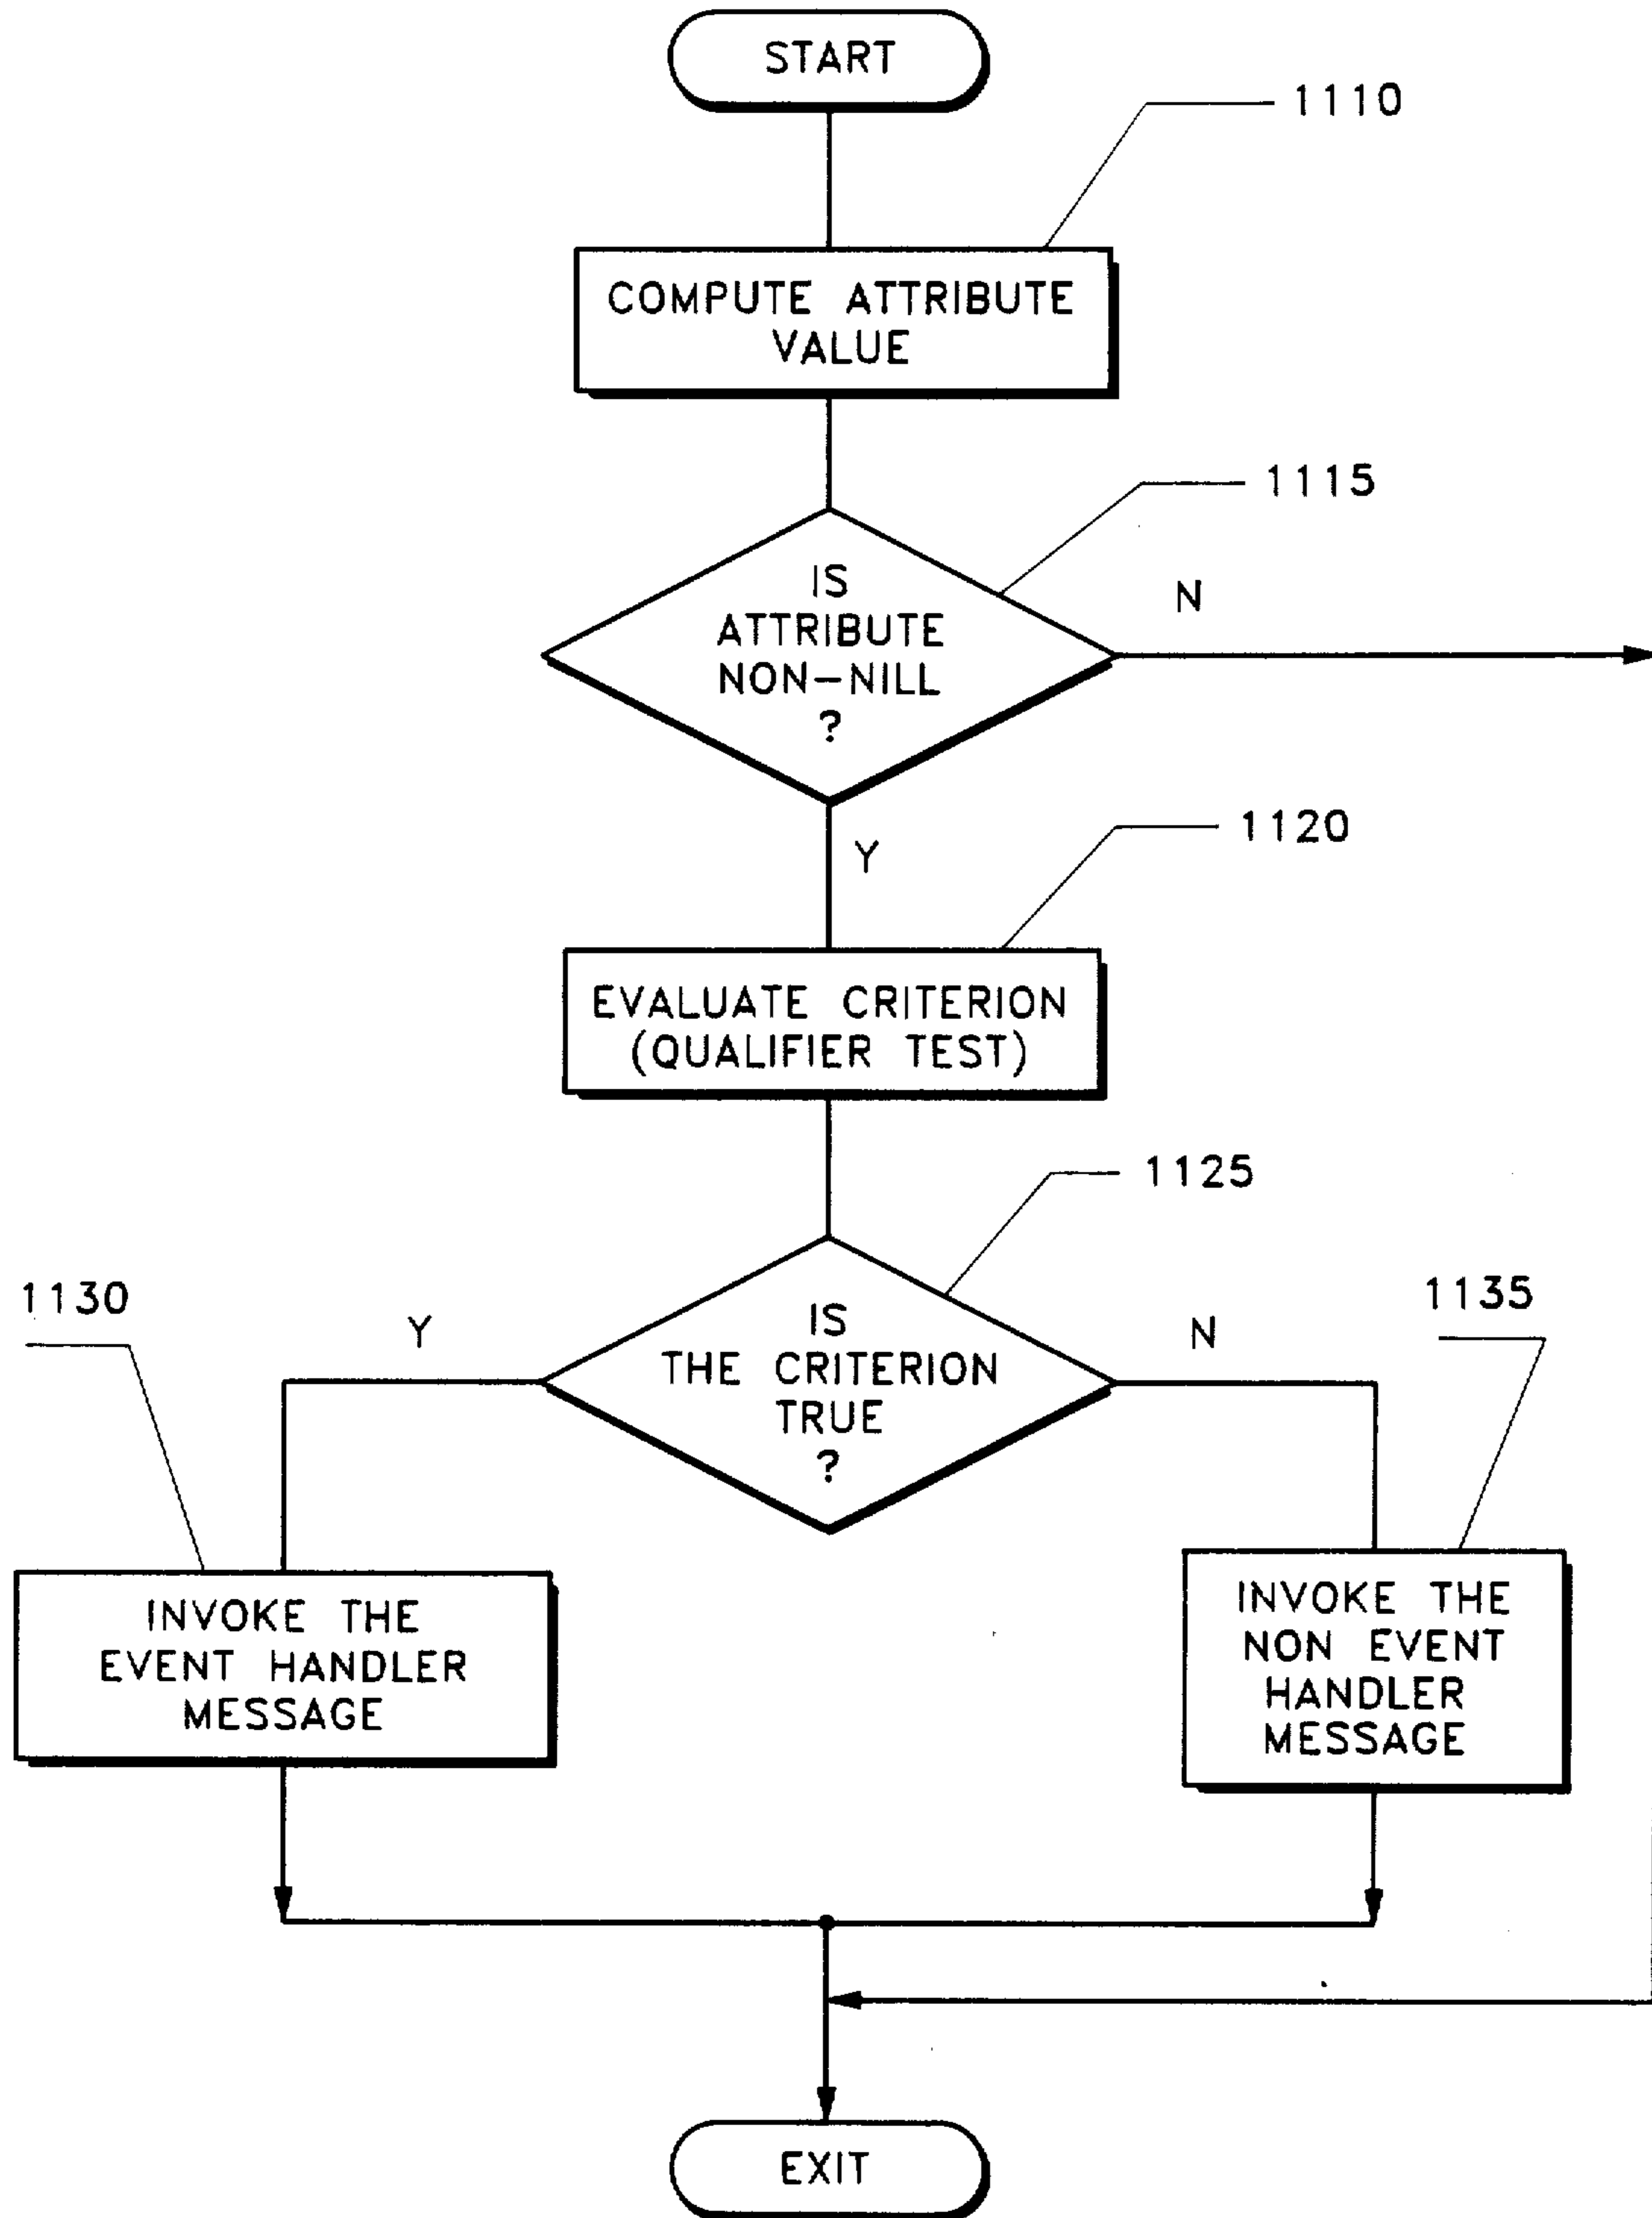 START
1110
COMPUTE ATTRIBUTE
VALUE
1115
IS
ATTRIBUTE
NON-NILL
?
N
Y
1120
EVALUATE CRITERION
(QUALIFIER TEST)
1125
IS
THE CRITERION
TRUE
?
Y
N
1130
1135
INVOKE THE
EVENT HANDLER
MESSAGE
INVOKE THE
NON EVENT
HANDLER
MESSAGE
EXIT